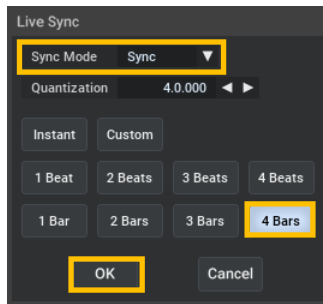 Live Sync
Sync Mode Sync
Quantization 4.0.000
Instant Custom
1 Beat 2 Beats 3 Beats 4 Beats
1 Bar 2 Bars 3 Bars 4 Bars
OK Cancel